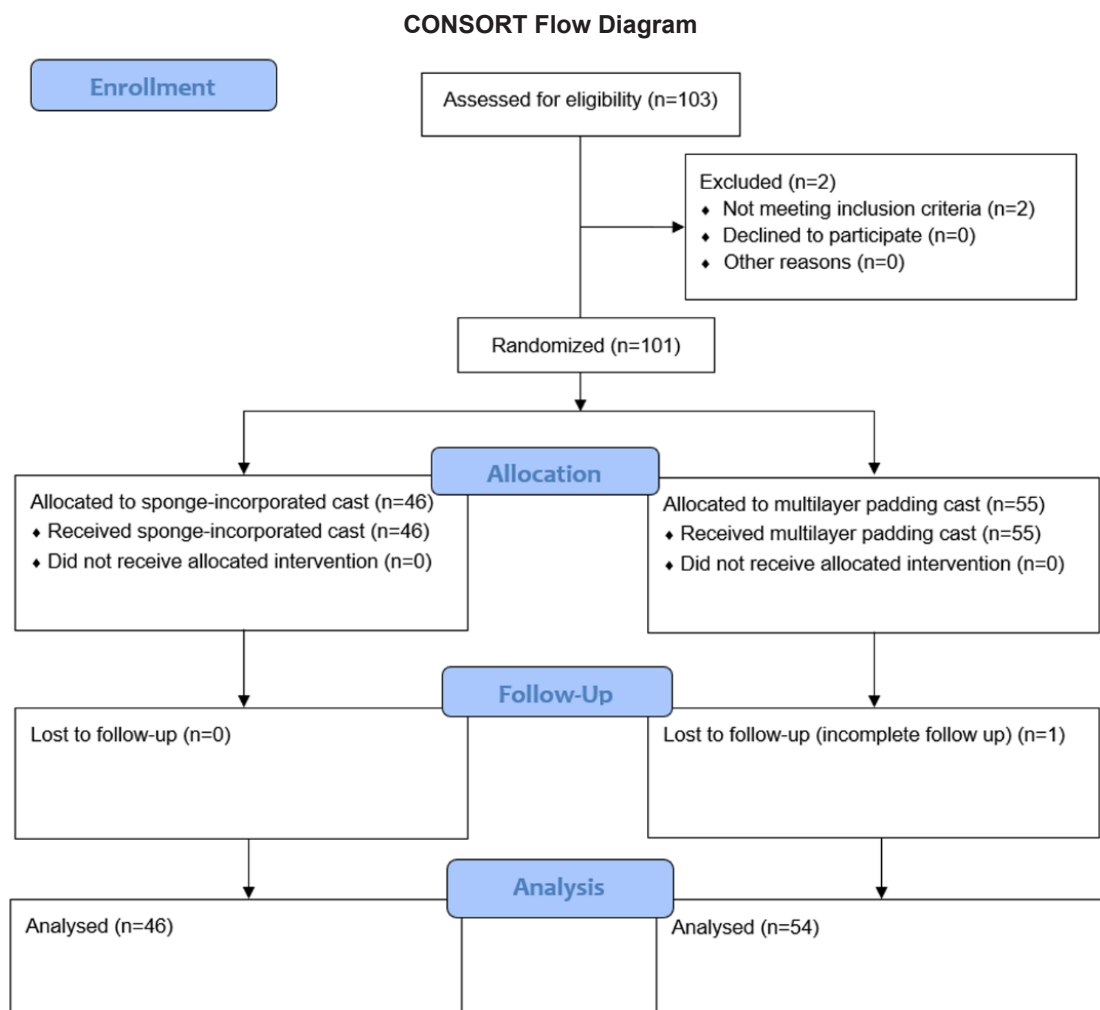 CONSORT Flow Diagram
Enrollment
Assessed for eligibility (n=103)
Excluded (n=2)
♦ Not meeting inclusion criteria (n=2)
♦ Declined to participate (n=0)
♦ Other reasons (n=0)
Randomized (n=101)
Allocation
Allocated to sponge-incorporated cast (n=46)
♦ Received sponge-incorporated cast (n=46)
♦ Did not receive allocated intervention (n=0)
Allocated to multilayer padding cast (n=55)
♦ Received multilayer padding cast (n=55)
♦ Did not receive allocated intervention (n=0)
Follow-Up
Lost to follow-up (n=0)
Lost to follow-up (incomplete follow up) (n=1)
Analysis
Analysed (n=46)
Analysed (n=54)